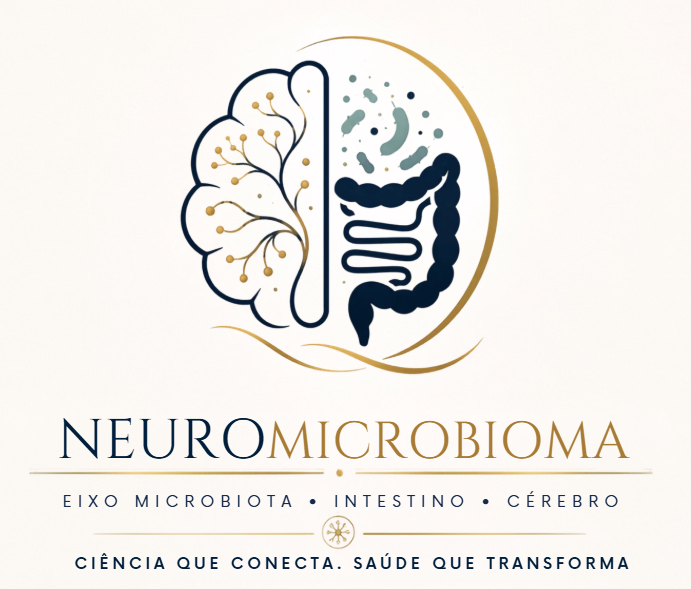 NEUROMICROBIOMA
EIXO MICROBIOTA • INTESTINO • CÉREBRO
CIÊNCIA QUE CONECTA. SAÚDE QUE TRANSFORMA